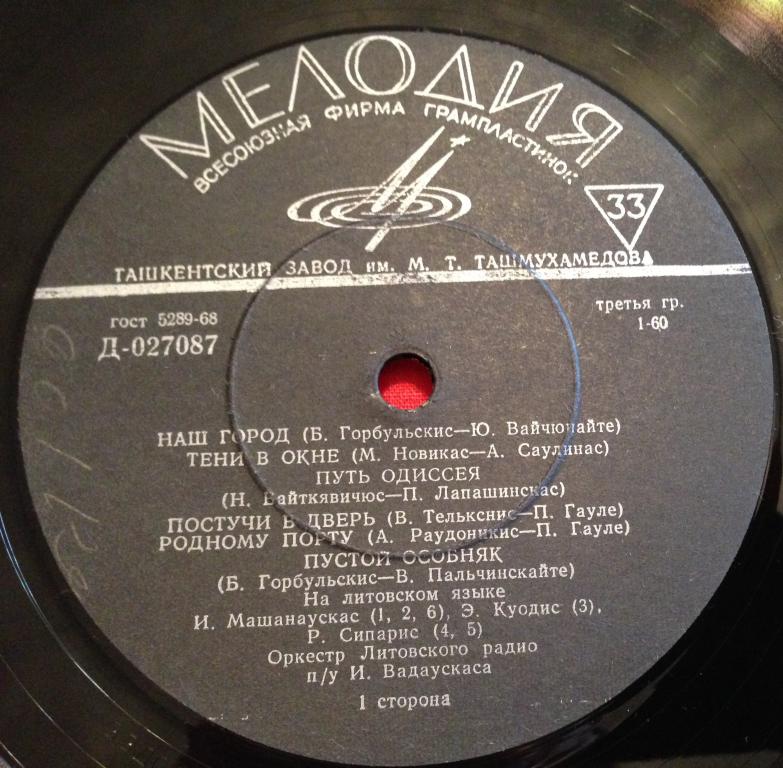 МЕЛОДИЯ
ВСЕСОЮЗНАЯ ФИРМА ГРАМПЛАСТИНОК
33
ТАШКЕНТСКИЙ ЗАВОД им. М. Т. ТАШМУХАМЕДОВА
гост 5289-68
третья гр.
Д-027087
1-60
НАШ ГОРОД (Б. Горбульскис—Ю. Вайчюнайте)
ТЕНИ В ОКНЕ (М. Новикас—А. Саулинас)
ПУТЬ ОДИССЕЯ
(Н. Вайткявичюс—П. Лапашинскас)
ПОСТУЧИ В ДВЕРЬ (В. Телькснис—П. Гауле)
РОДНОМУ ПОРТУ (А. Раудоникис—П. Гауле)
ПУСТОЙ ОСОБНЯК
(Б. Горбульскис—В. Пальчинскайте)
На литовском языке
И. Машанаускас (1, 2, 6), Э. Куодис (3),
Р. Сипарис (4, 5)
Оркестр Литовского радио
п/у И. Вадаускаса
1 сторона